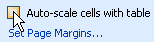 Auto-scale cells with table
Set Page Margins...